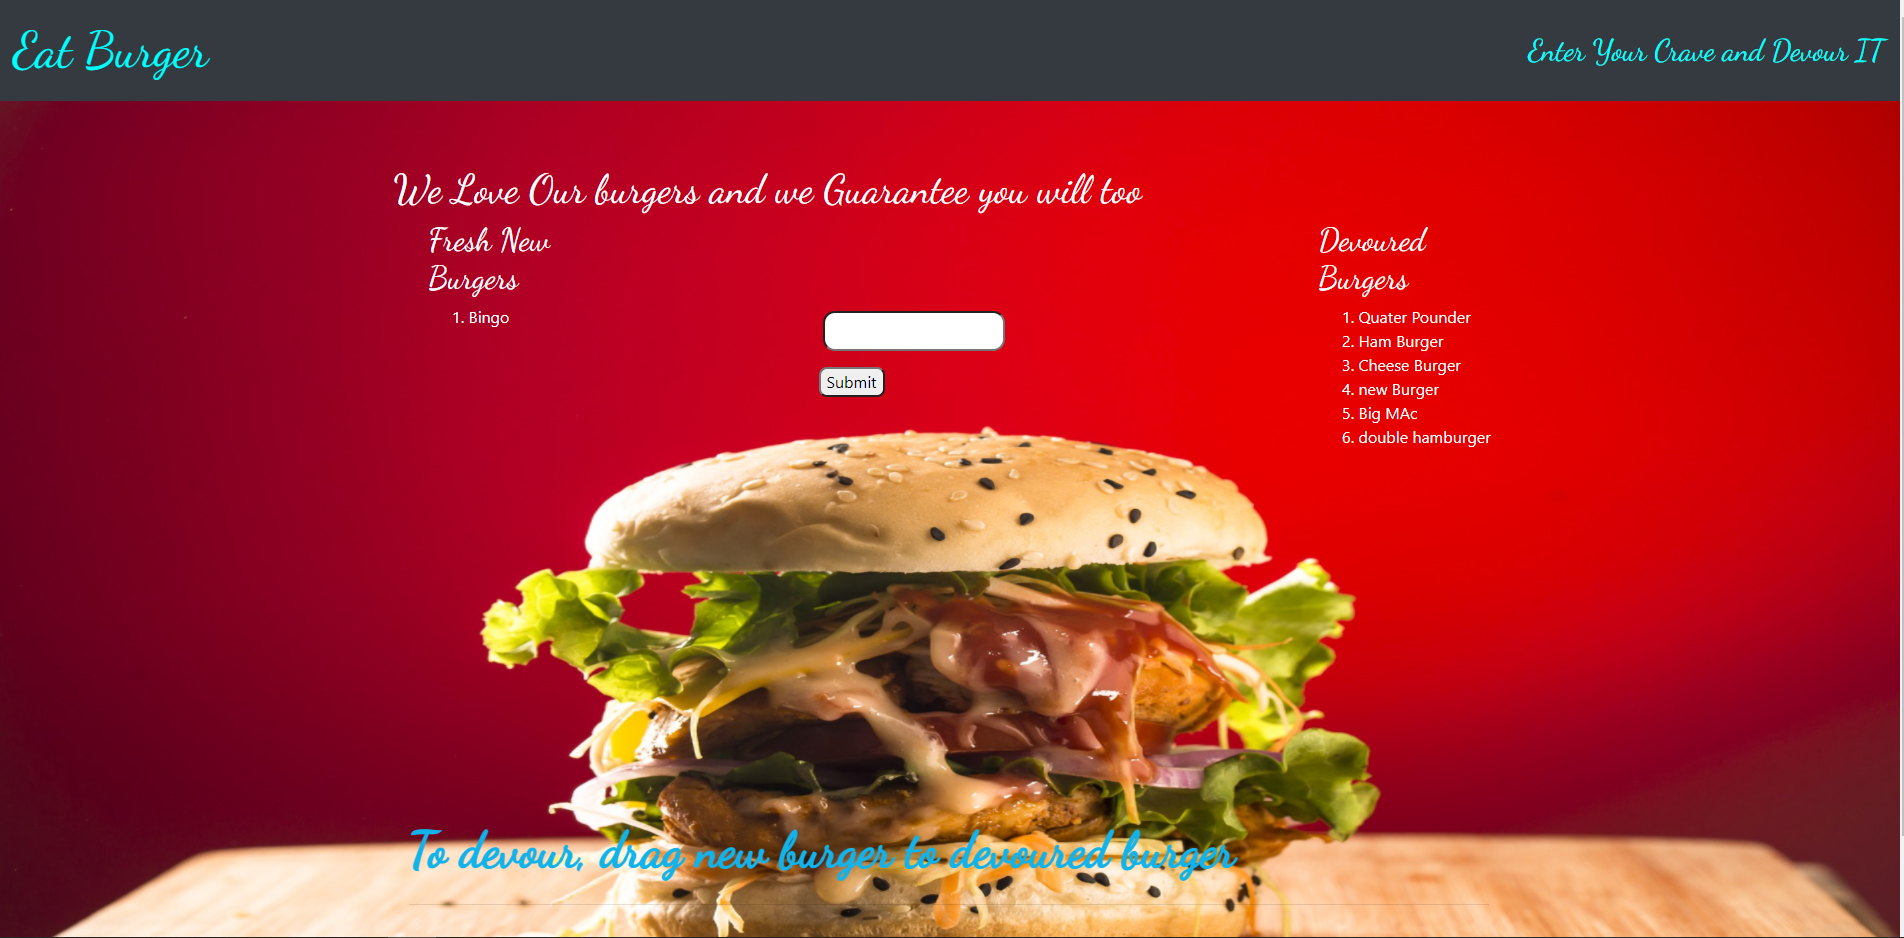 Eat Burger
Enter Your Crave and Devour IT
We Love Our burgers and we Guarantee you will too
Fresh New
Burgers
1. Bingo
Submit
Devoured
Burgers
1. Quater Pounder
2. Ham Burger
3. Cheese Burger
4. new Burger
5. Big MAc
6. double hamburger
To devour, drag new burger to devoured burger